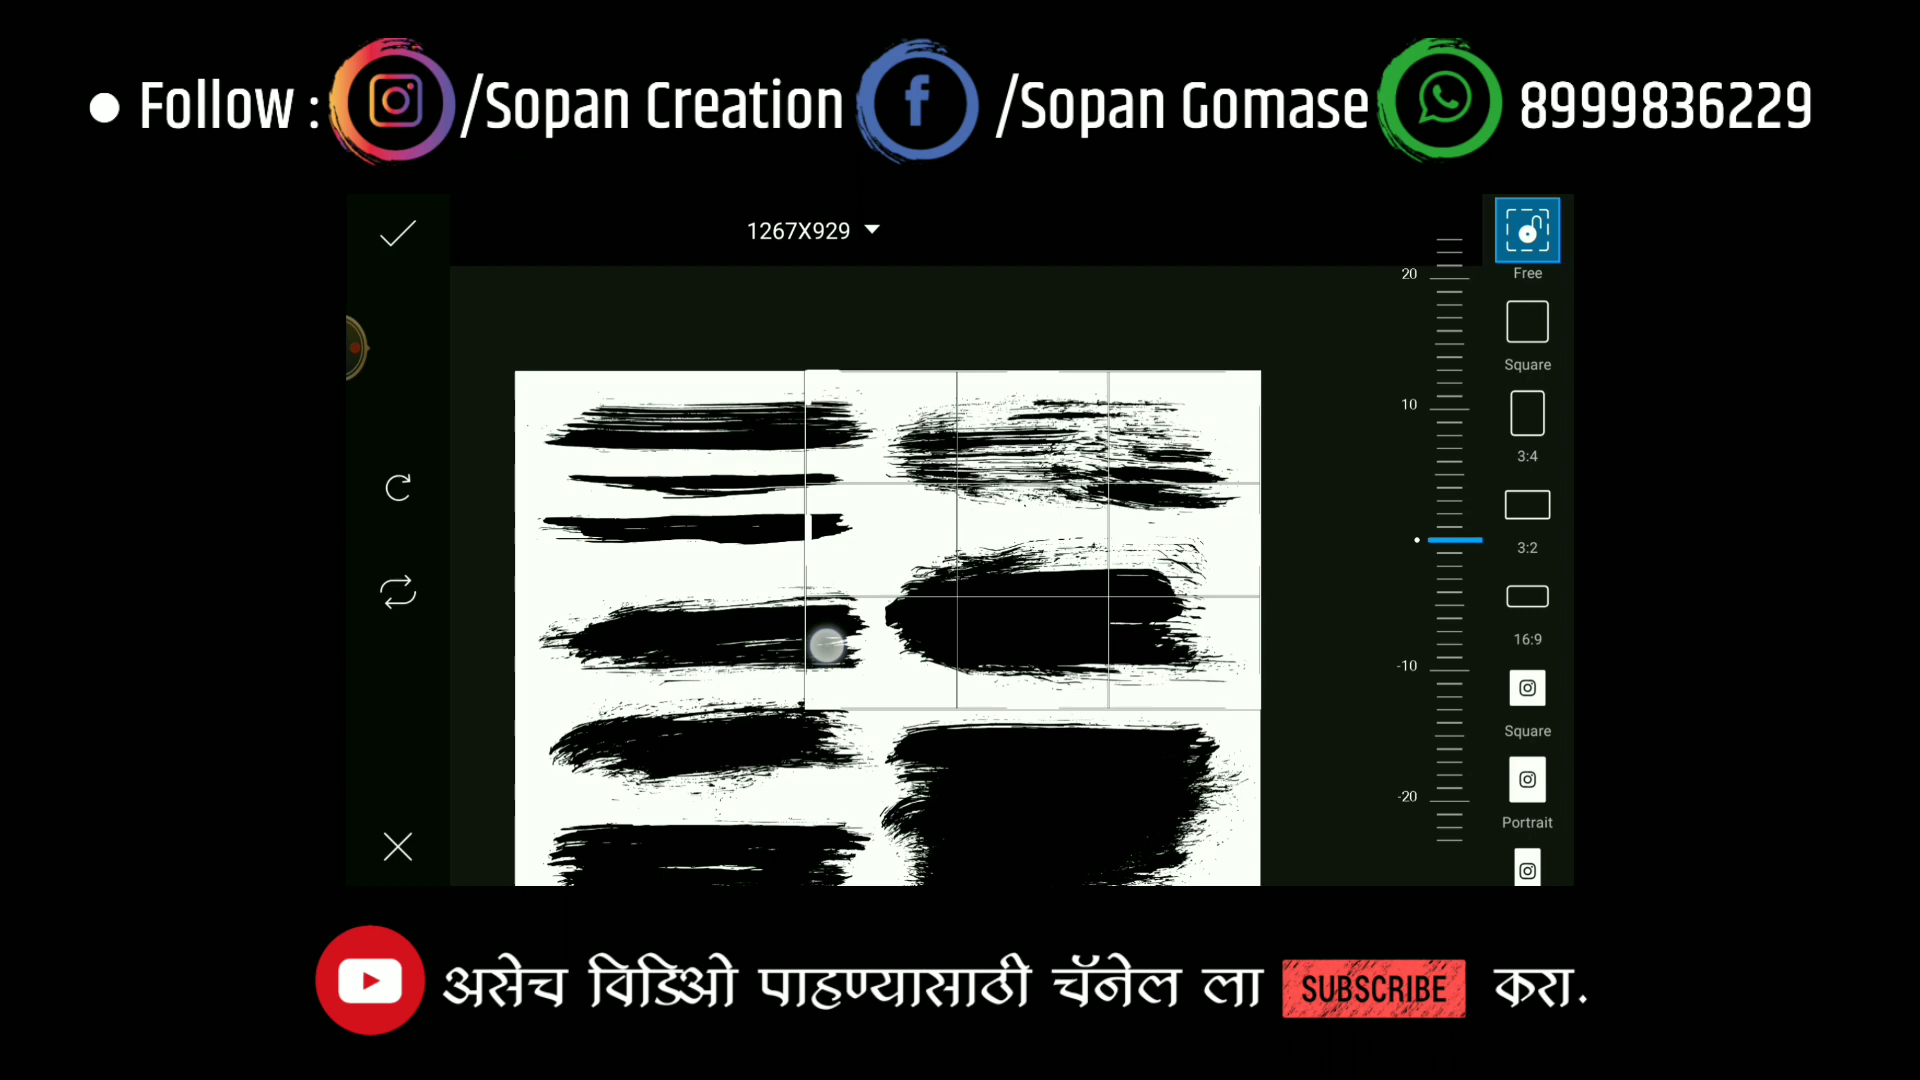 • Follow : /Sopan Creation /Sopan Gomase 8999836229
1267X929
20
10
-10
-20
Free
Square
3:4
3:2
16:9
Square
Portrait
असेच विडिओ पाहण्यासाठी चॅनेल ला SUBSCRIBE करा.